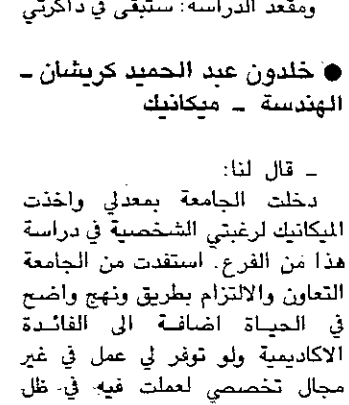 ومقعد الدراسة: ستبقى في ذاكرتي
● خلدون عبد الحميد كريشان ـ
الهندسة ـ ميكانيك
ـ قال لنا:
دخلت الجامعة بمعدلي واخذت
الميكانيك لرغبتي الشخصية في دراسة
هذا من الفرع. استفدت من الجامعة
التعاون والالتزام بطريق ونهج واضح
في الحياة اضافة الى الفائدة
الاكاديمية ولو توفر لي عمل في غير
مجال تخصصي لعملت فيه في ظل